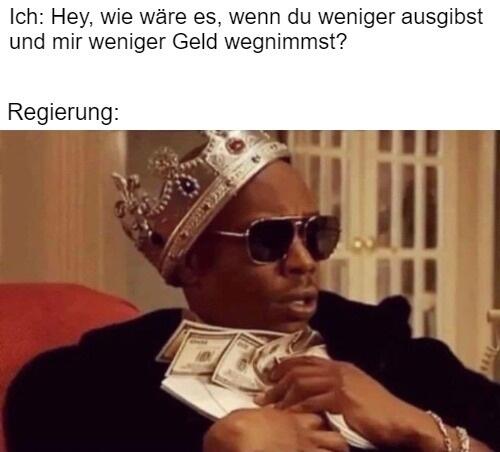 Ich: Hey, wie wäre es, wenn du weniger ausgibst
und mir weniger Geld wegnimmst?
Regierung: